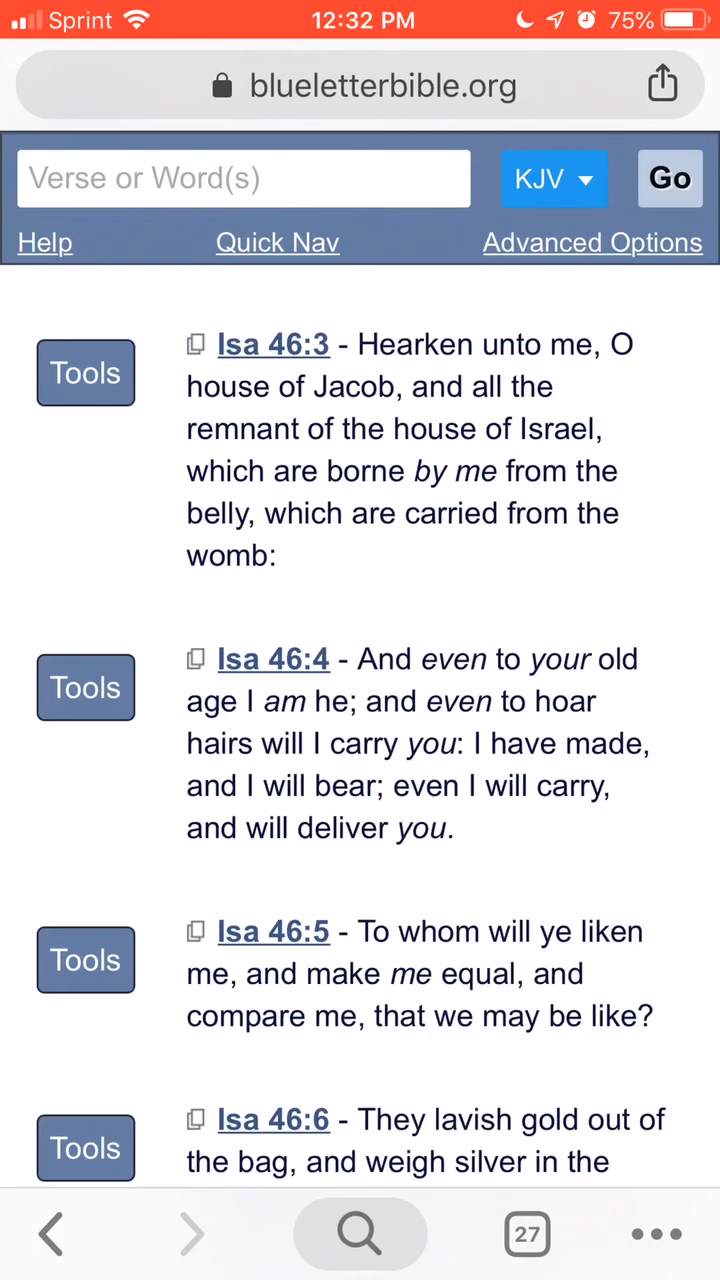 Sprint 12:32 PM 75%
blueletterbible.org
Verse or Word(s) KJV Go
Help Quick Nav Advanced Options
Tools
Isa 46:3 - Hearken unto me, O
house of Jacob, and all the
remnant of the house of Israel,
which are borne by me from the
belly, which are carried from the
womb:
Tools
Isa 46:4 - And even to your old
age I am he; and even to hoar
hairs will I carry you: I have made,
and I will bear; even I will carry,
and will deliver you.
Tools
Isa 46:5 - To whom will ye liken
me, and make me equal, and
compare me, that we may be like?
Tools
Isa 46:6 - They lavish gold out of
the bag, and weigh silver in the
27